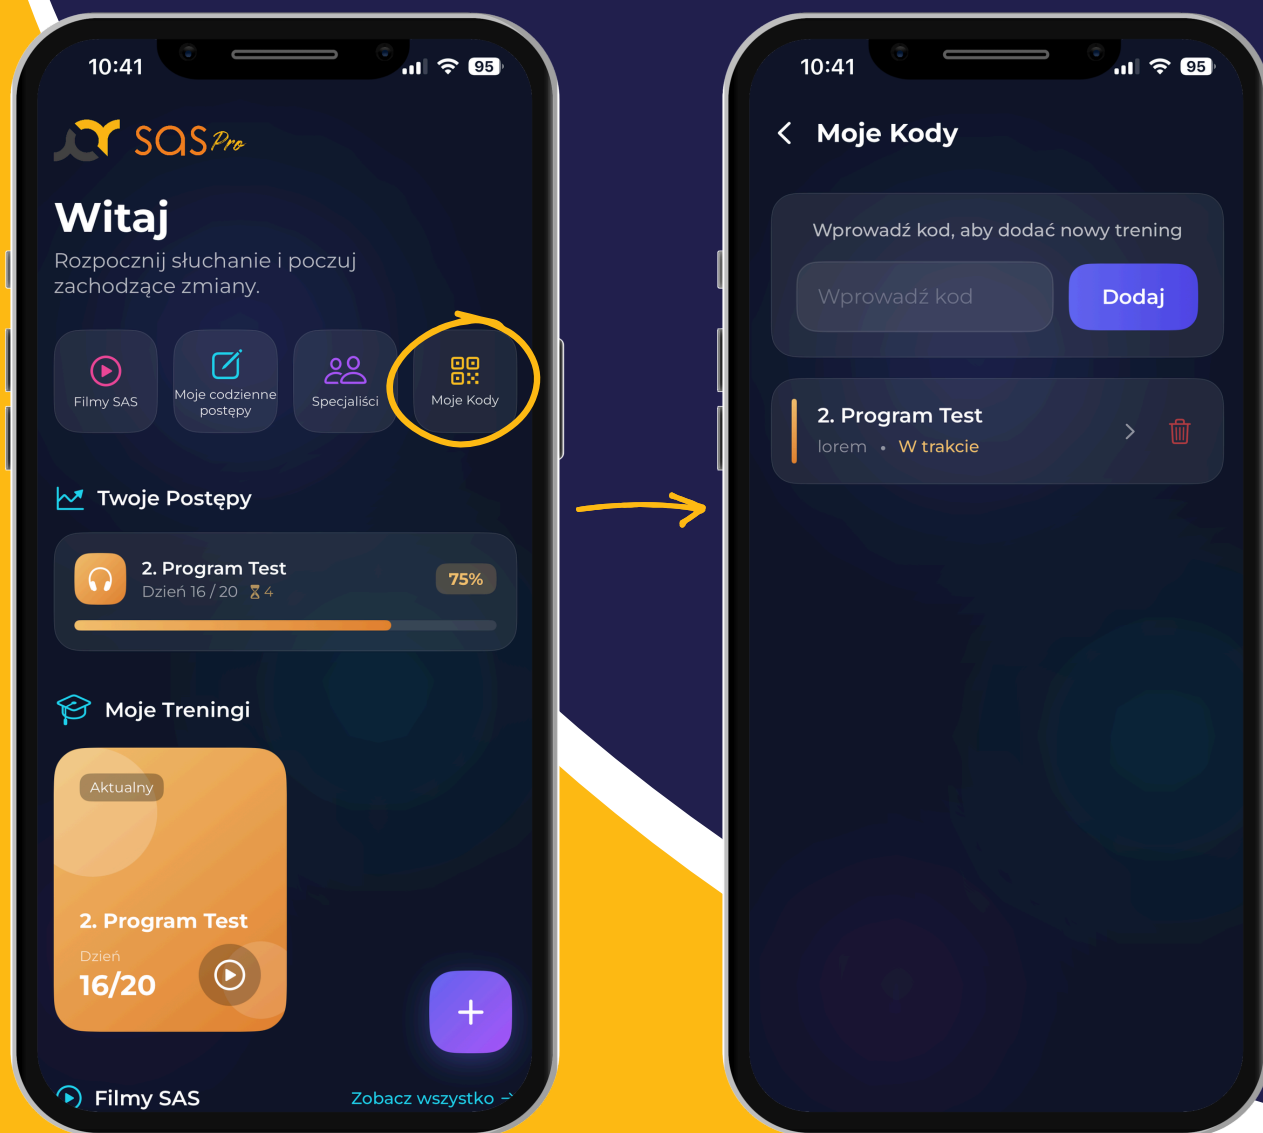 10:41
95
sas Pro
Witaj
Rozpocznij słuchanie i poczuj
zachodzące zmiany.
Filmy SAS
Moje codzienne
postępy
Specjaliści
Moje Kody
Twoje Postępy
2. Program Test
Dzień 16 / 20 4
75%
Moje Treningi
Aktualny
2. Program Test
Dzień
16/20
Filmy SAS
Zobacz wszystko
10:41
95
Moje Kody
Wprowadź kod, aby dodać nowy trening
Wprowadź kod
Dodaj
2. Program Test
lorem • W trakcie